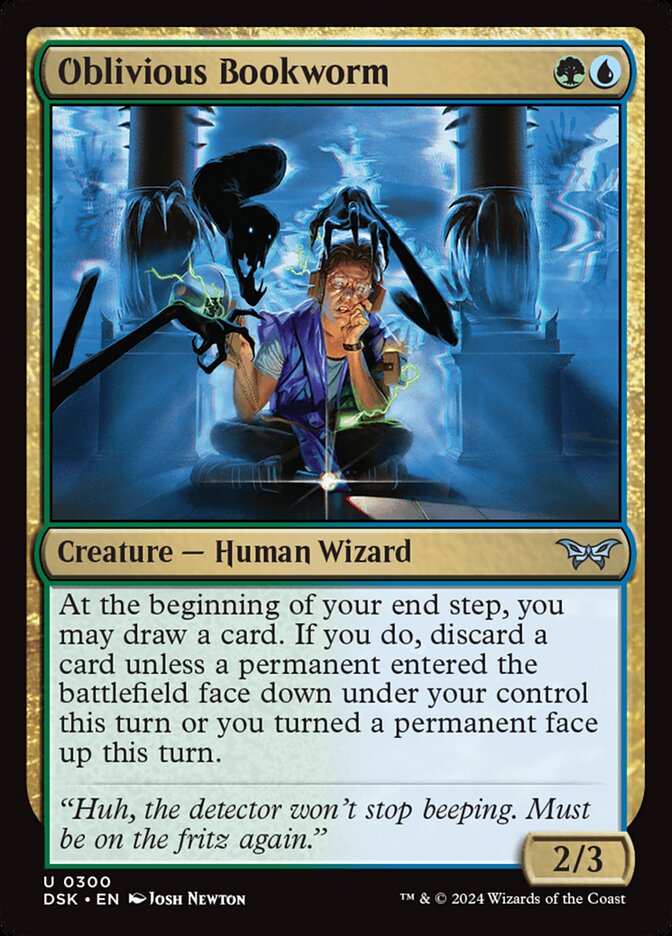 Oblivious Bookworm
Creature — Human Wizard
At the beginning of your end step, you
may draw a card. If you do, discard a
card unless a permanent entered the
battlefield face down under your control
this turn or you turned a permanent face
up this turn.
“Huh, the detector won’t stop beeping. Must
be on the fritz again.”
2/3
U 0300
DSK • EN Josh Newton
™ & © 2024 Wizards of the Coast